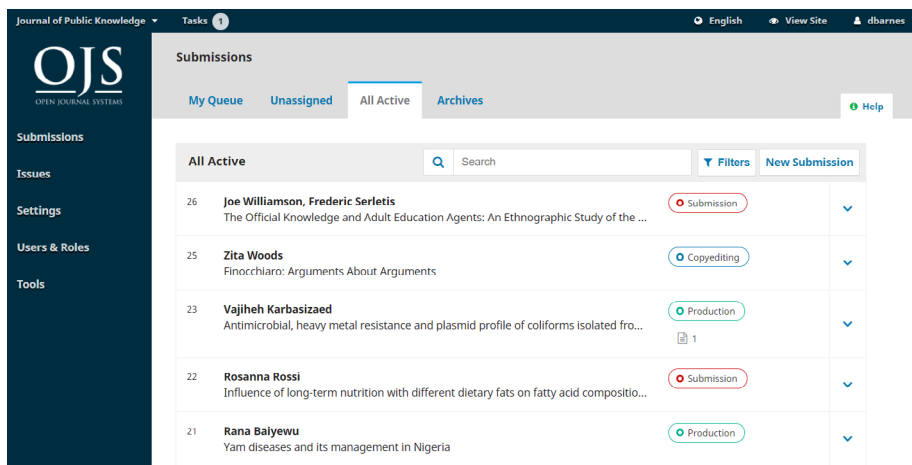 Journal of Public Knowledge Tasks 1 English View Site dbarnes
OJS
OPEN JOURNAL SYSTEMS
Submissions
Issues
Settings
Users & Roles
Tools
Submissions
My Queue Unassigned All Active Archives
Help
All Active Search Filters New Submission
26 Joe Williamson, Frederic Serletis Submission
The Official Knowledge and Adult Education Agents: An Ethnographic Study of the ...
25 Zita Woods Copyediting
Finocchiaro: Arguments About Arguments
23 Vajiheh Karbasizaed Production
Antimicrobial, heavy metal resistance and plasmid profile of coliforms isolated fro...
1
22 Rosanna Rossi Submission
Influence of long-term nutrition with different dietary fats on fatty acid compositio...
21 Rana Baiyewu Production
Yam diseases and its management in Nigeria